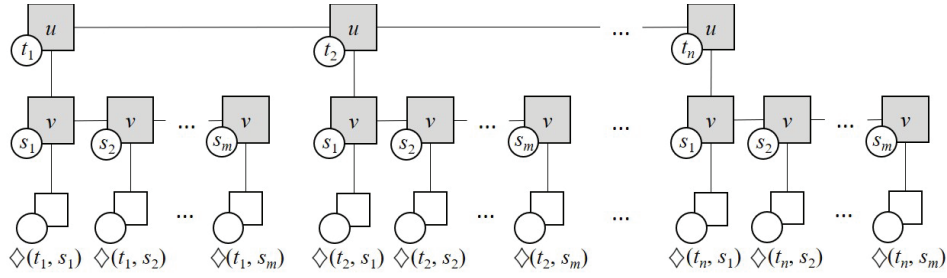 u u ... u
t₁ t₂ tₙ
v v ... v v v ... v ... v v ... v
s₁ s₂ sₘ s₁ s₂ sₘ s₁ s₂ sₘ
... ... ... ...
◇(t₁, s₁) ◇(t₁, s₂) ◇(t₁, sₘ) ◇(t₂, s₁) ◇(t₂, s₂) ◇(t₂, sₘ) ◇(tₙ, s₁) ◇(tₙ, s₂) ◇(tₙ, sₘ)